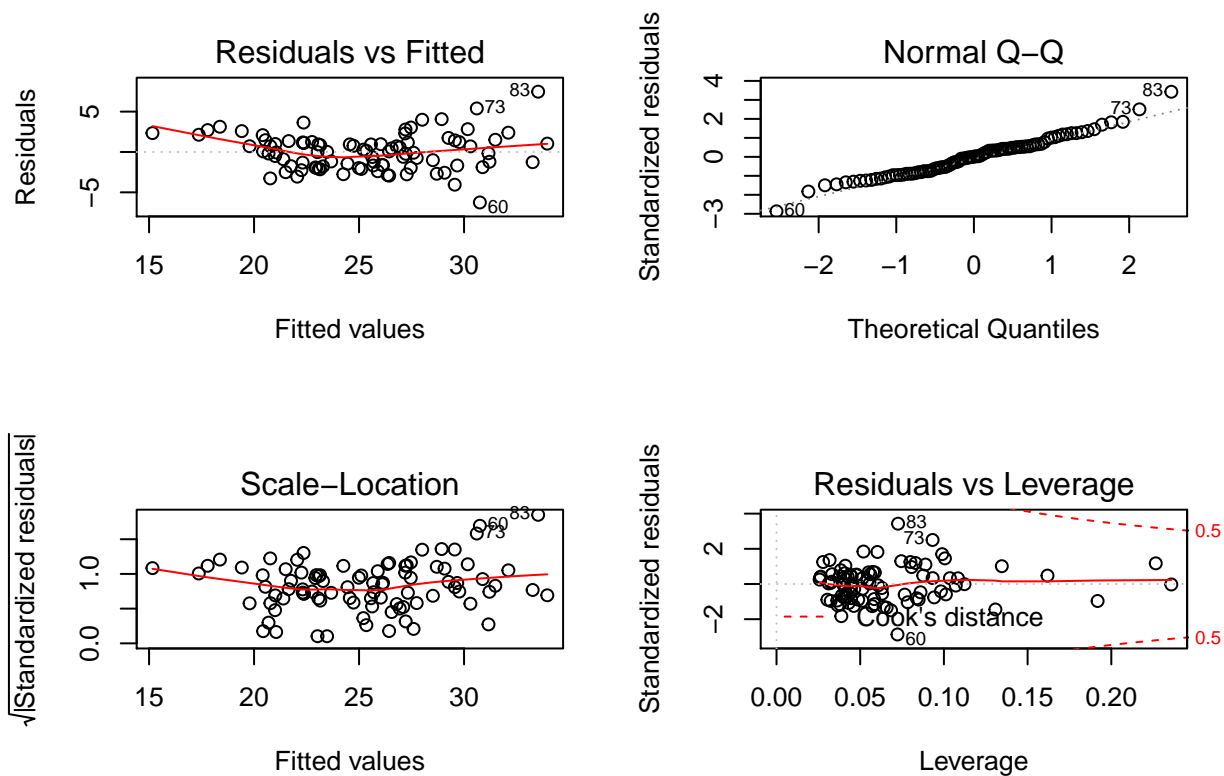 Residuals vs Fitted
Residuals
5
−5
83
73
60
15 20 25 30
Fitted values
Normal Q−Q
Standardized residuals
4
2
0
−3
83
73
60
−2 −1 0 1 2
Theoretical Quantiles
Scale−Location
√|Standardized residuals|
1.0
0.0
83
60
73
15 20 25 30
Fitted values
Residuals vs Leverage
Standardized residuals
2
−2
83
73
60
0.5
0.5
Cook's distance
0.00 0.05 0.10 0.15 0.20
Leverage